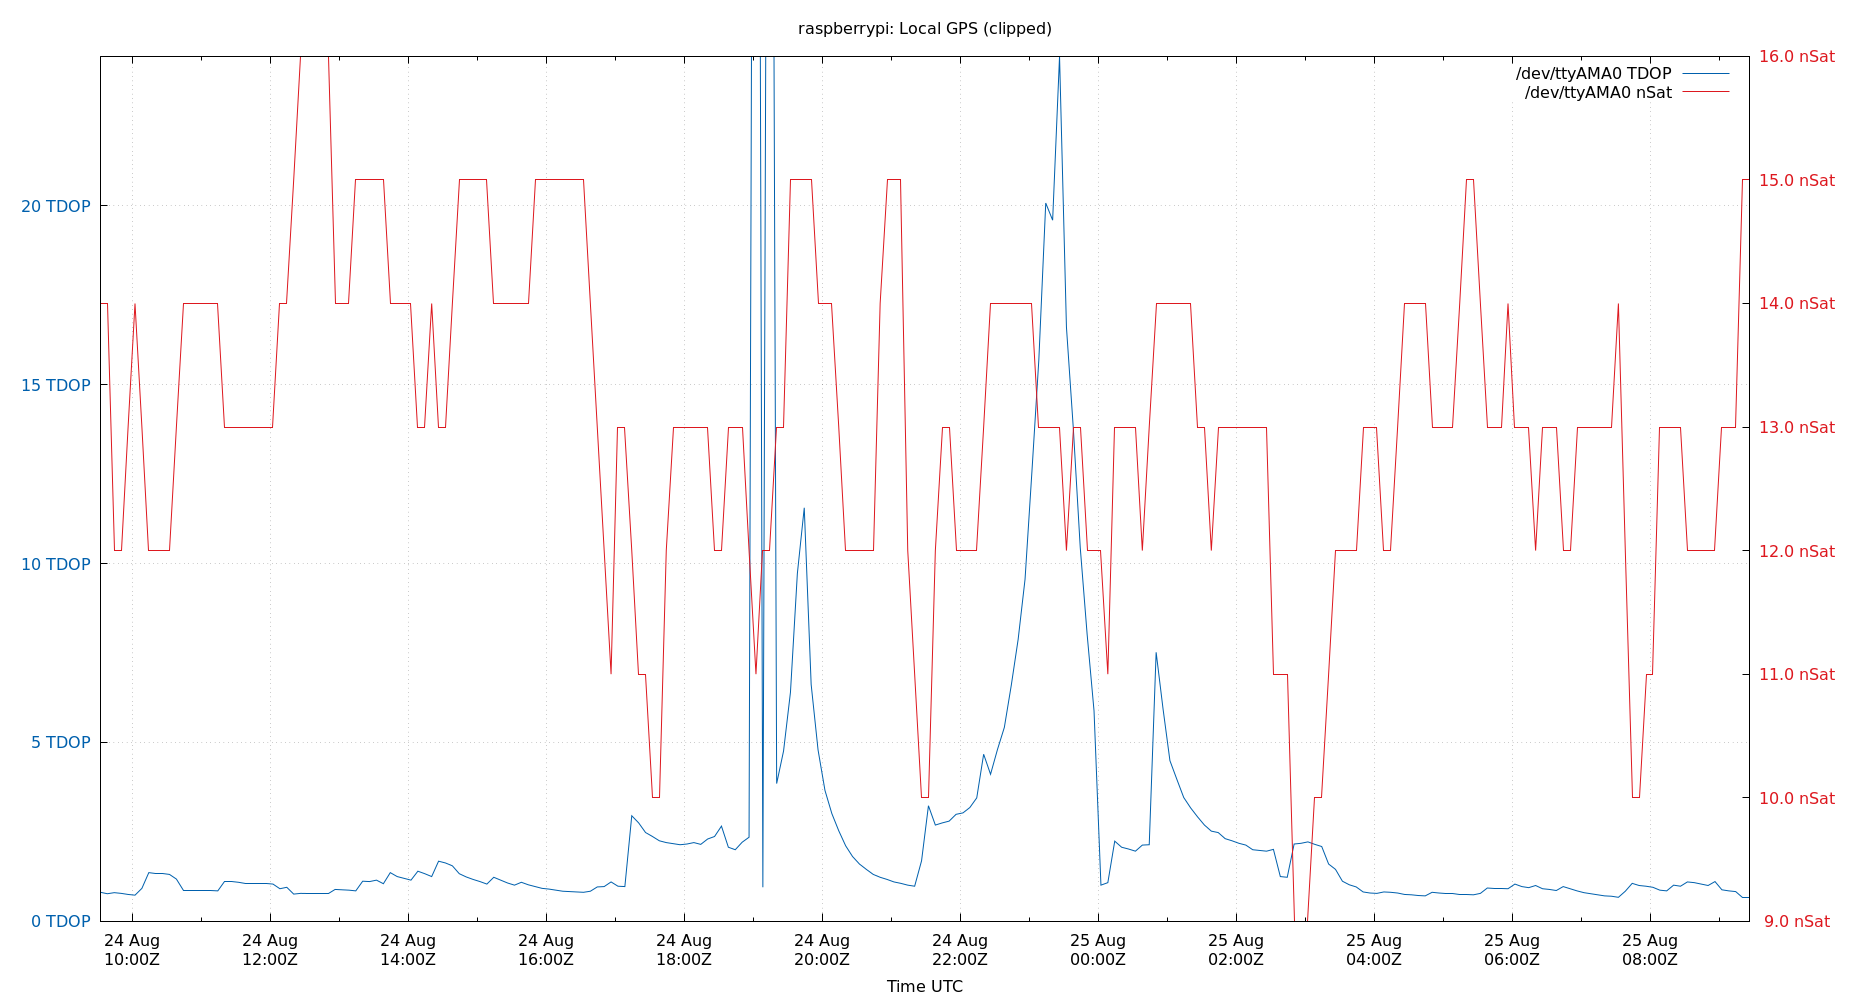 raspberrypi: Local GPS (clipped)
/dev/ttyAMA0 TDOP
/dev/ttyAMA0 nSat
20 TDOP
15 TDOP
10 TDOP
5 TDOP
0 TDOP
16.0 nSat
15.0 nSat
14.0 nSat
13.0 nSat
12.0 nSat
11.0 nSat
10.0 nSat
9.0 nSat
24 Aug 24 Aug 24 Aug 24 Aug 24 Aug 24 Aug 24 Aug 25 Aug 25 Aug 25 Aug 25 Aug 25 Aug
10:00Z 12:00Z 14:00Z 16:00Z 18:00Z 20:00Z 22:00Z 00:00Z 02:00Z 04:00Z 06:00Z 08:00Z
Time UTC